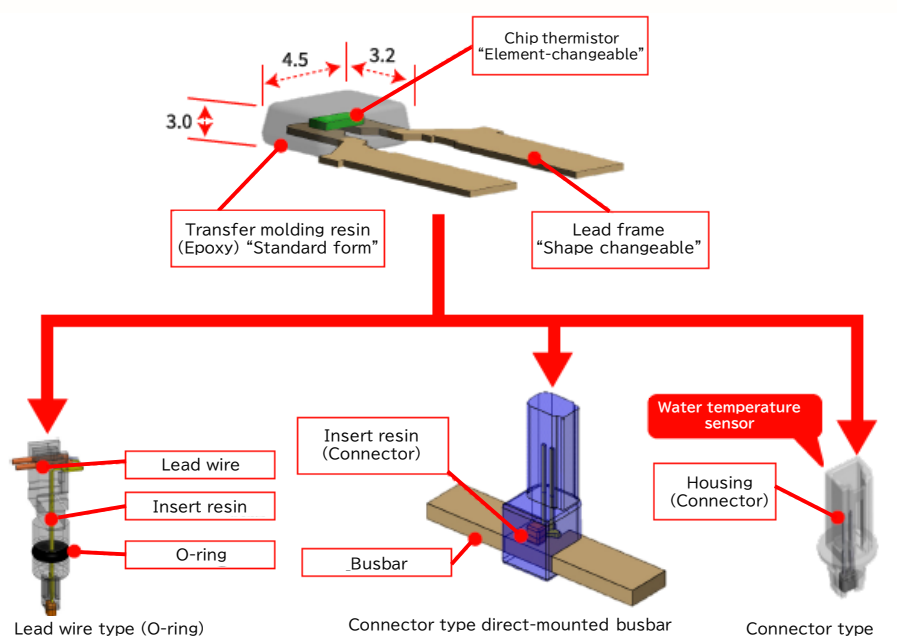 Chip thermistor
“Element-changeable”
4.5
3.2
3.0
Transfer molding resin
(Epoxy) “Standard form”
Lead frame
“Shape changeable”
Water temperature
sensor
Insert resin
(Connector)
Lead wire
Housing
(Connector)
Insert resin
O-ring
Busbar
Lead wire type (O-ring)
Connector type direct-mounted busbar
Connector type